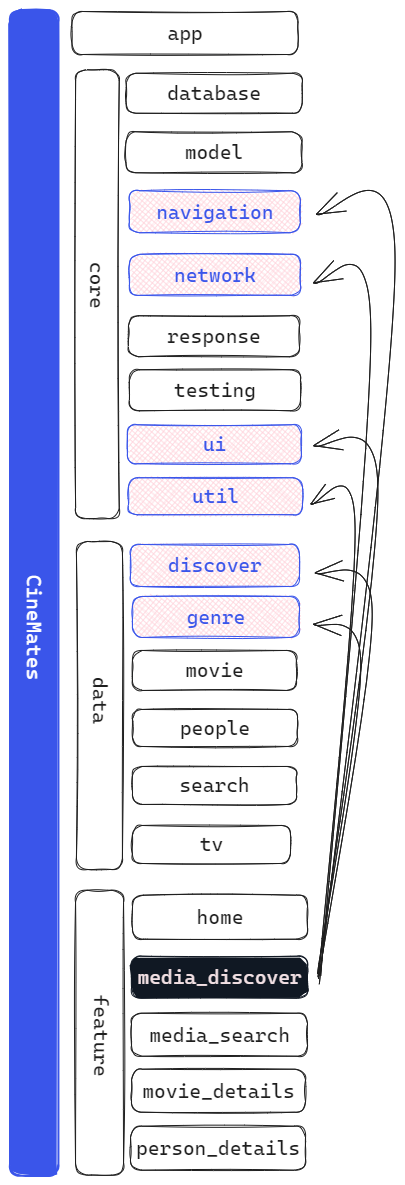 CineMates
app
core
database
model
navigation
network
response
testing
ui
util
data
discover
genre
movie
people
search
tv
feature
home
media_discover
media_search
movie_details
person_details